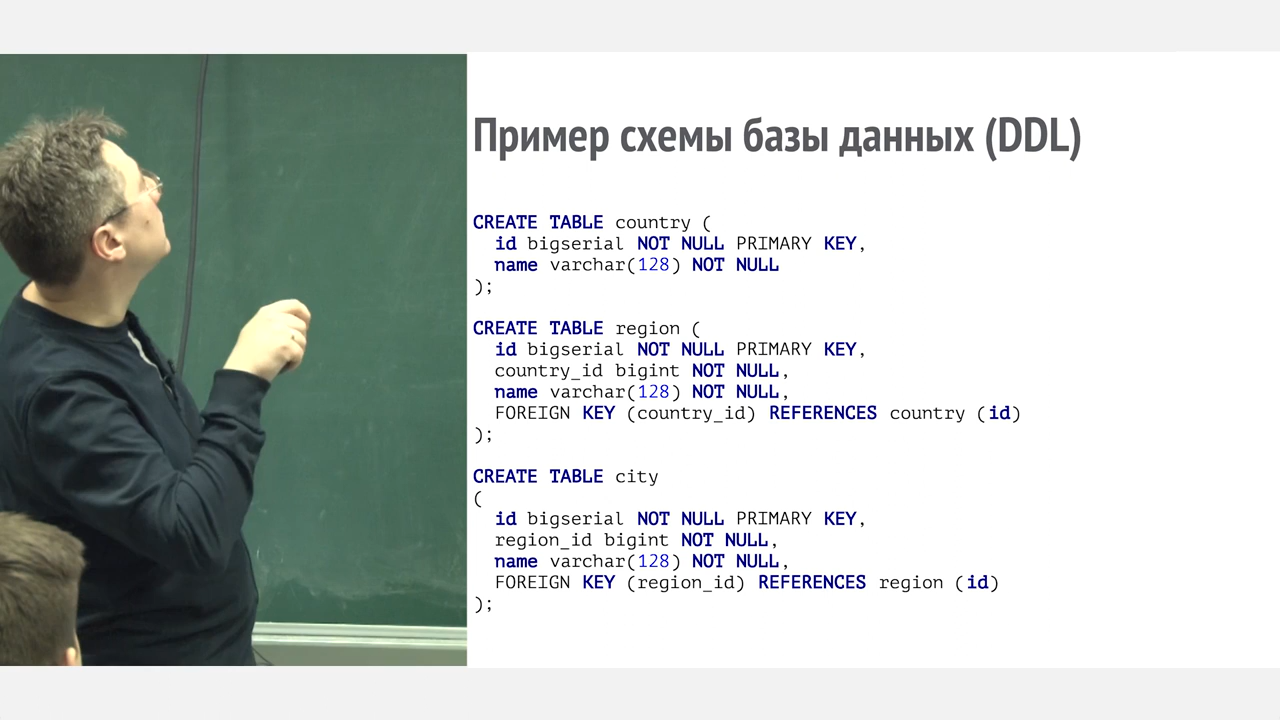 Пример схемы базы данных (DDL)
CREATE TABLE country (
id bigserial NOT NULL PRIMARY KEY,
name varchar(128) NOT NULL
);
CREATE TABLE region (
id bigserial NOT NULL PRIMARY KEY,
country_id bigint NOT NULL,
name varchar(128) NOT NULL,
FOREIGN KEY (country_id) REFERENCES country (id)
);
CREATE TABLE city
(
id bigserial NOT NULL PRIMARY KEY,
region_id bigint NOT NULL,
name varchar(128) NOT NULL,
FOREIGN KEY (region_id) REFERENCES region (id)
);